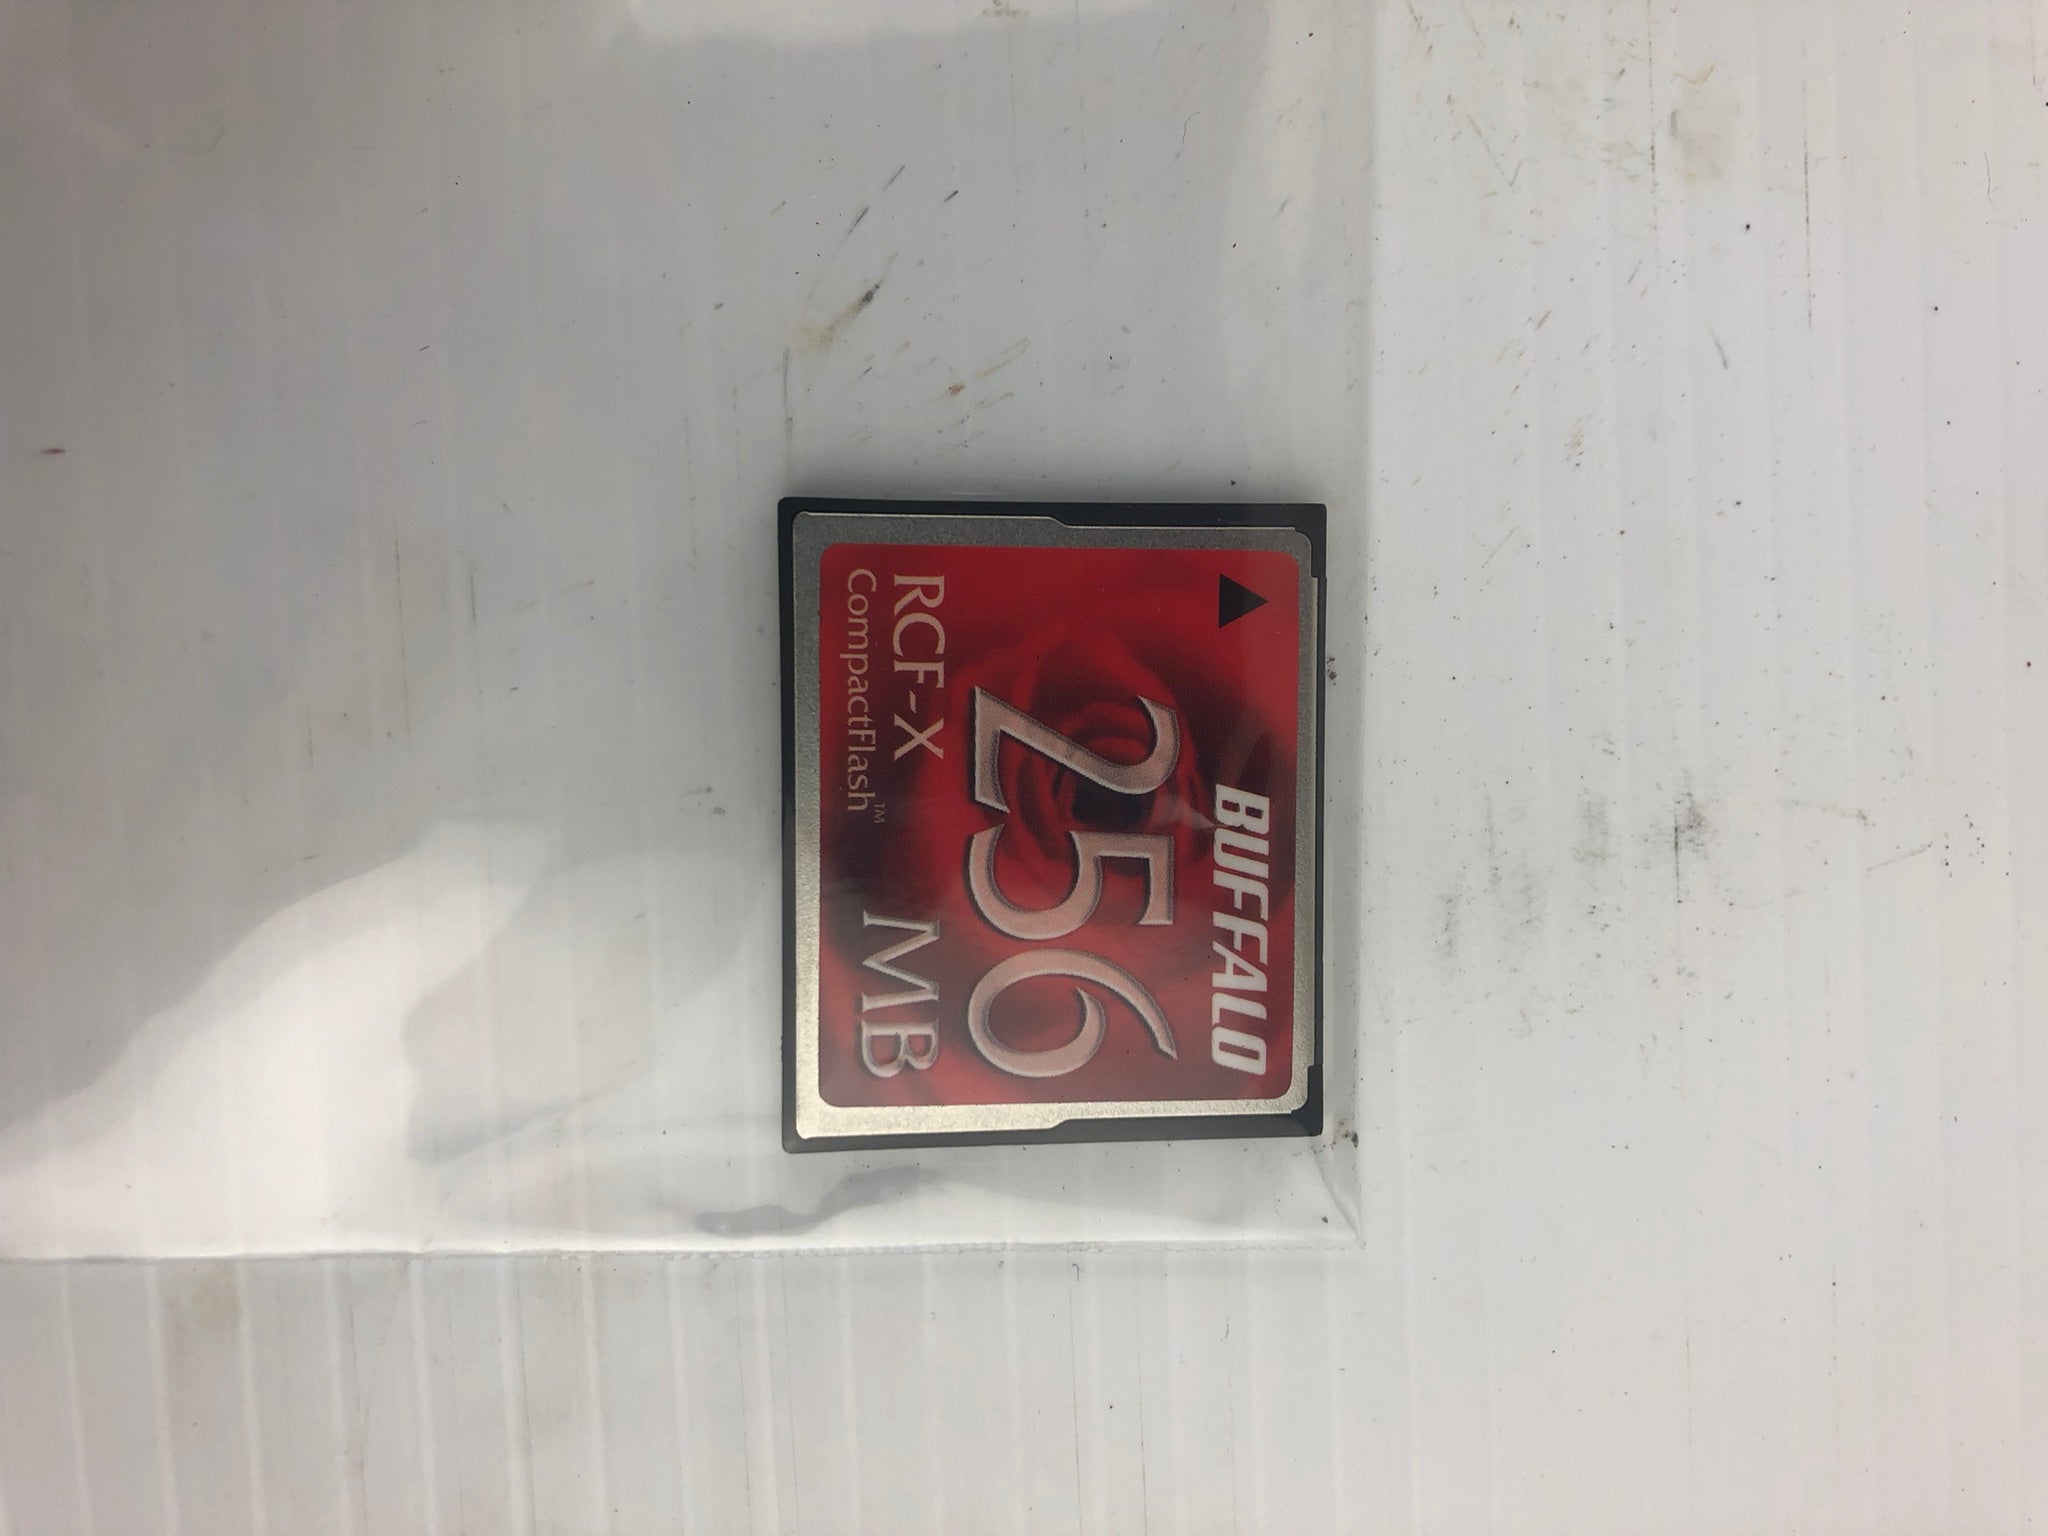 BUFFALO
256
RCF-X MB
CompactFlash™